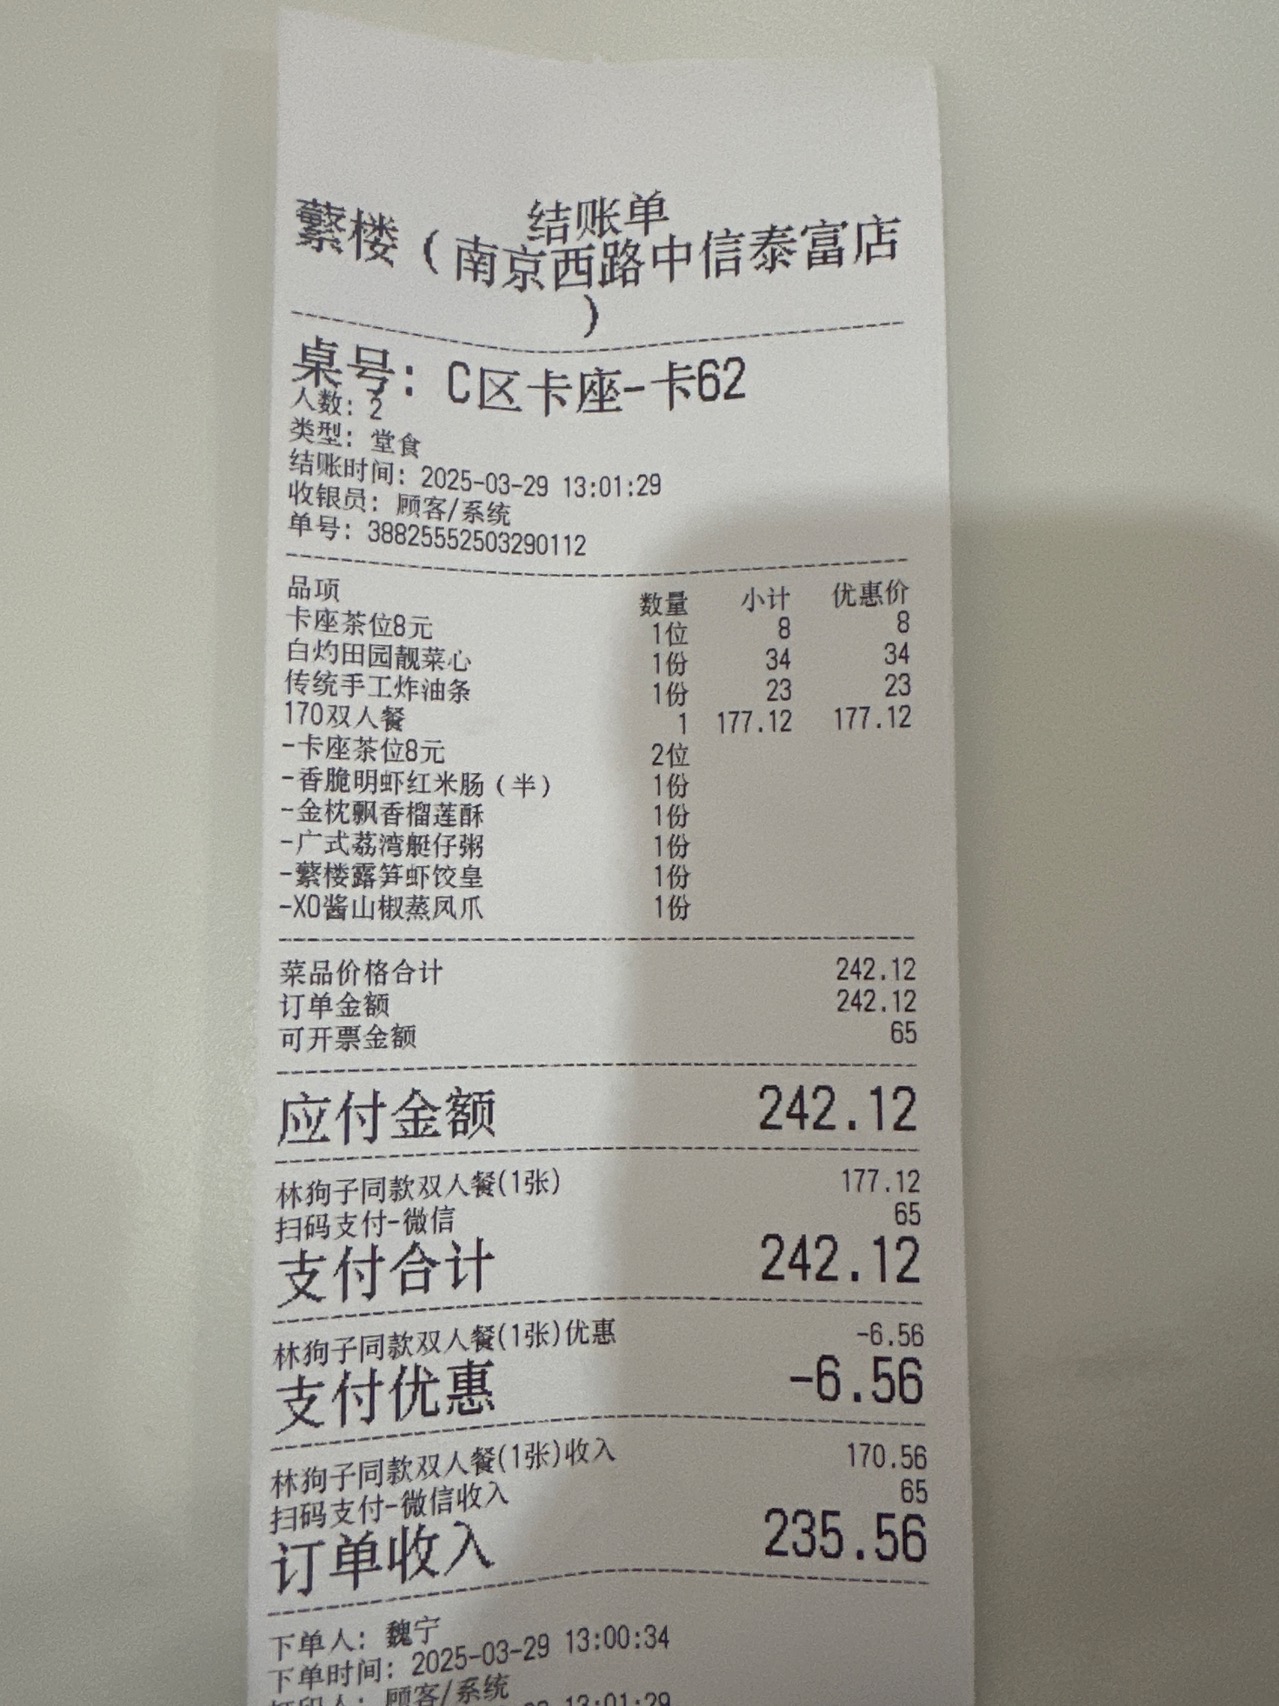 结账单
蘩楼（南京西路中信泰富店
）
桌号：C区卡座-卡62
人数：2
类型：堂食
结账时间：2025-03-29 13:01:29
收银员：顾客/系统
单号：38825552503290112
品项 数量 小计 优惠价
卡座茶位8元 1位 8 8
白灼田园靓菜心 1份 34 34
传统手工炸油条 1份 23 23
170双人餐 1 177.12 177.12
-卡座茶位8元 2位
-香脆明虾红米肠（半） 1份
-金枕飘香榴莲酥 1份
-广式荔湾艇仔粥 1份
-蘩楼露笋虾饺皇 1份
-XO酱山椒蒸凤爪 1份
菜品价格合计 242.12
订单金额 242.12
可开票金额 65
应付金额 242.12
林狗子同款双人餐(1张) 177.12
扫码支付-微信 65
支付合计 242.12
林狗子同款双人餐(1张)优惠 -6.56
支付优惠 -6.56
林狗子同款双人餐(1张)收入 170.56
扫码支付-微信收入 65
订单收入 235.56
下单人：魏宁
下单时间：2025-03-29 13:00:34
打印人：顾客/系统
13:01:29